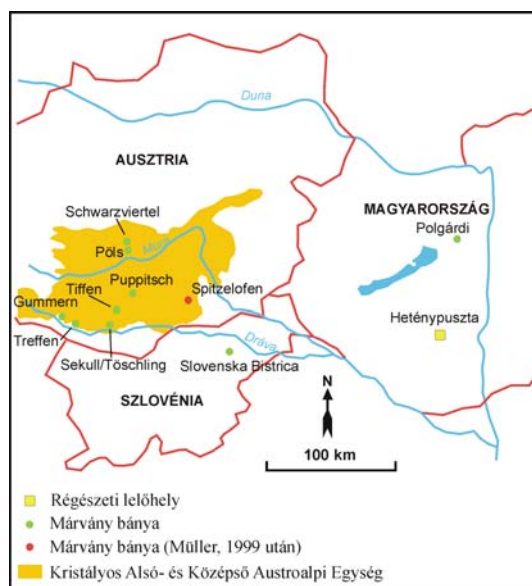 Duna
AUSZTRIA
Schwarzviertel
MAGYARORSZÁG
Polgárdi
Pöls
Mura
Puppitsch
Tiffen
Spitzelofen
Gummern
Heténypuszta
Treffen
Dráva
Sekull/Töschling
Slovenska Bistrica
N
SZLOVÉNIA
100 km
Régészeti lelőhely
Márvány bánya
Márvány bánya (Müller, 1999 után)
Kristályos Alsó- és Középső Austroalpi Egység